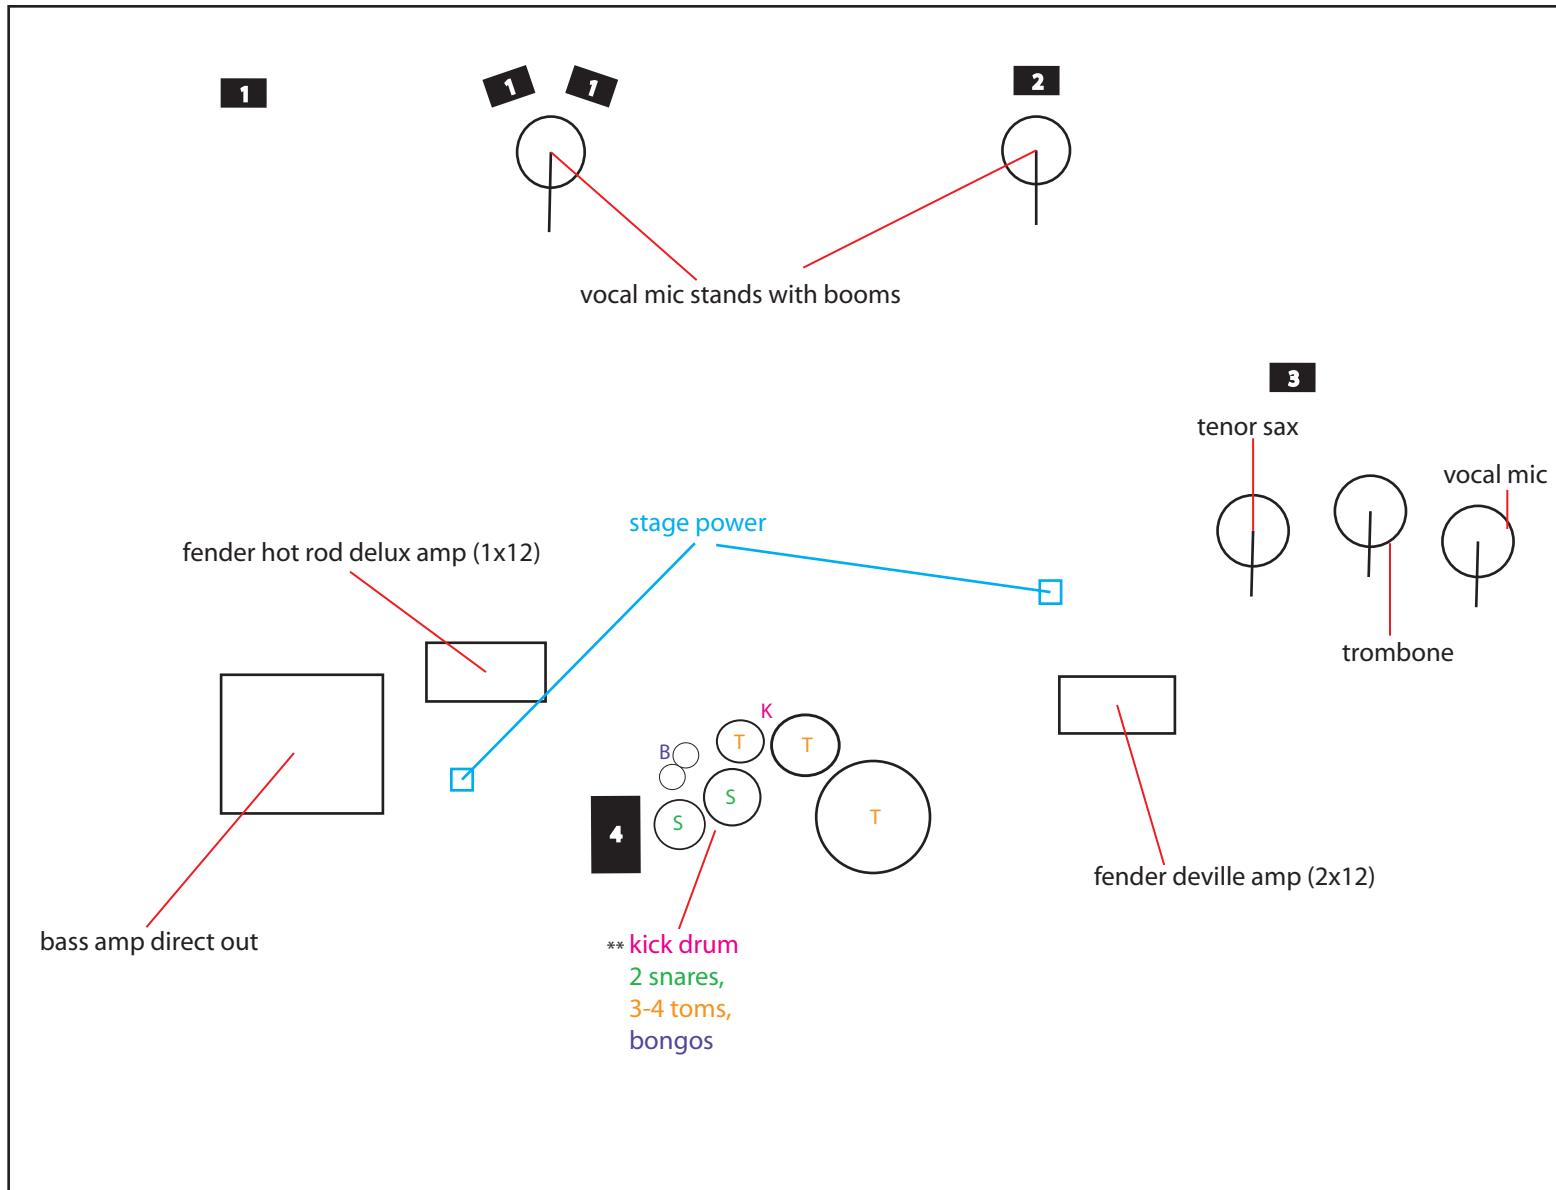 1
1
1
2
vocal mic stands with booms
3
tenor sax
vocal mic
stage power
fender hot rod delux amp (1x12)
trombone
K
B
T
T
S
S
T
4
fender deville amp (2x12)
bass amp direct out
** kick drum
2 snares,
3-4 toms,
bongos